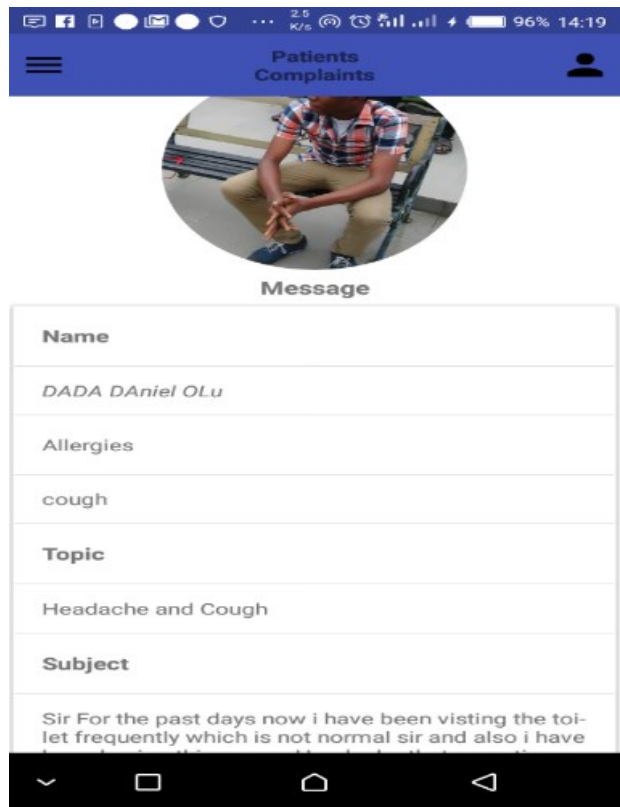 2.5
K/s
96% 14:19
Patients
Complaints
Message
Name
DADA DAniel OLu
Allergies
cough
Topic
Headache and Cough
Subject
Sir For the past days now i have been visting the toi-
let frequently which is not normal sir and also i have